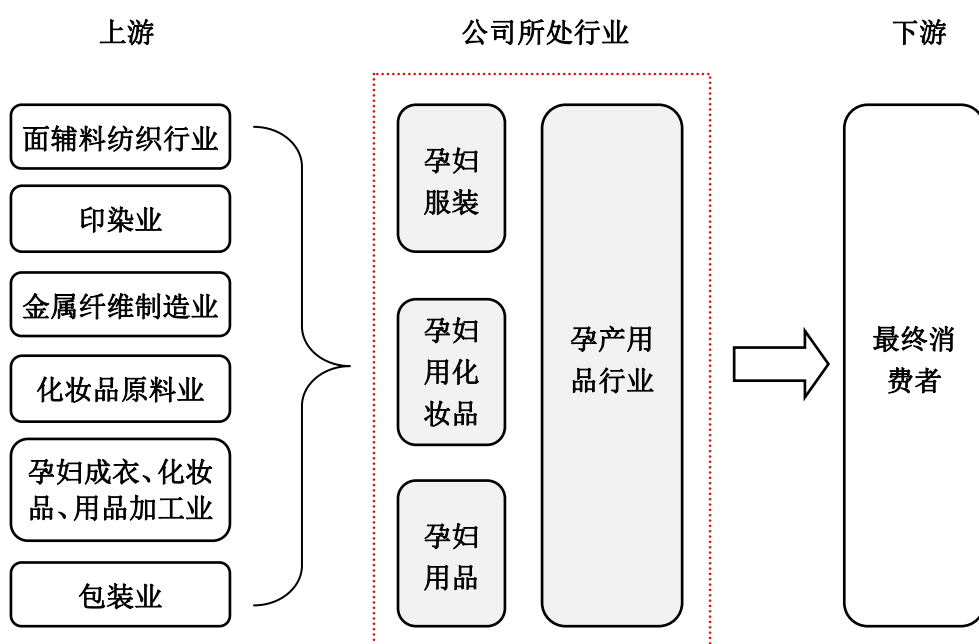 上游
公司所处行业
下游
面辅料纺织行业
印染业
金属纤维制造业
化妆品原料业
孕妇成衣、化妆
品、用品加工业
包装业
孕妇
服装
孕妇
用化
妆品
孕妇
用品
孕产用
品行业
最终消
费者